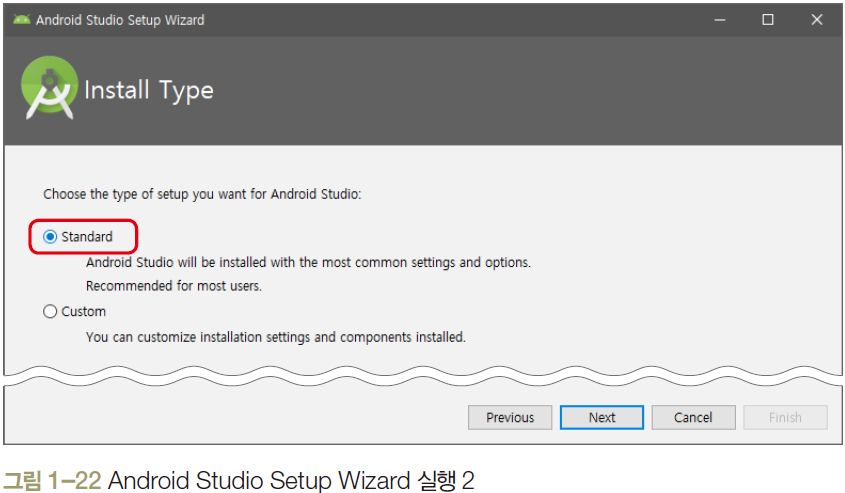 Android Studio Setup Wizard
Install Type
Choose the type of setup you want for Android Studio:
Standard
Android Studio will be installed with the most common settings and options.
Recommended for most users.
Custom
You can customize installation settings and components installed.
Previous Next Cancel Finish
그림 1-22 Android Studio Setup Wizard 실행 2